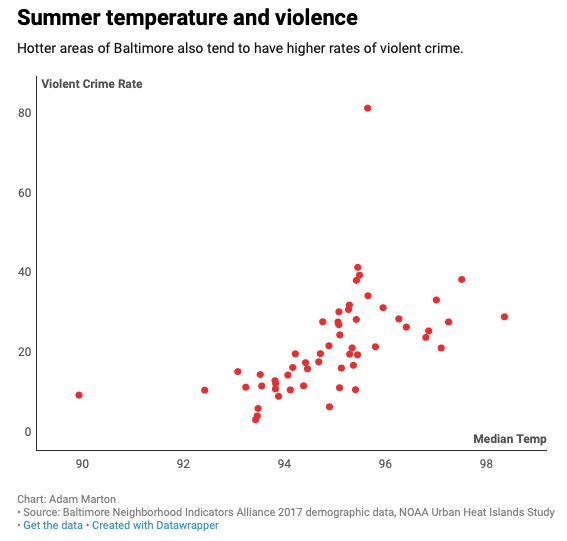 Summer temperature and violence
Hotter areas of Baltimore also tend to have higher rates of violent crime.
Violent Crime Rate
80
60
40
20
0
Median Temp
90 92 94 96 98
Chart: Adam Marton
• Source: Baltimore Neighborhood Indicators Alliance 2017 demographic data, NOAA Urban Heat Islands Study
• Get the data • Created with Datawrapper